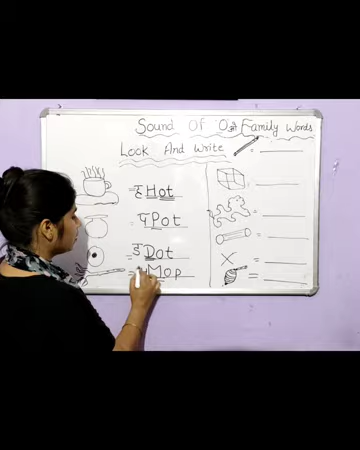 Sound Of O ऑ Family Words
Look And Write
= ह Hot
= प Pot
= ड Dot
= Mop
=
=
=
=
=
=